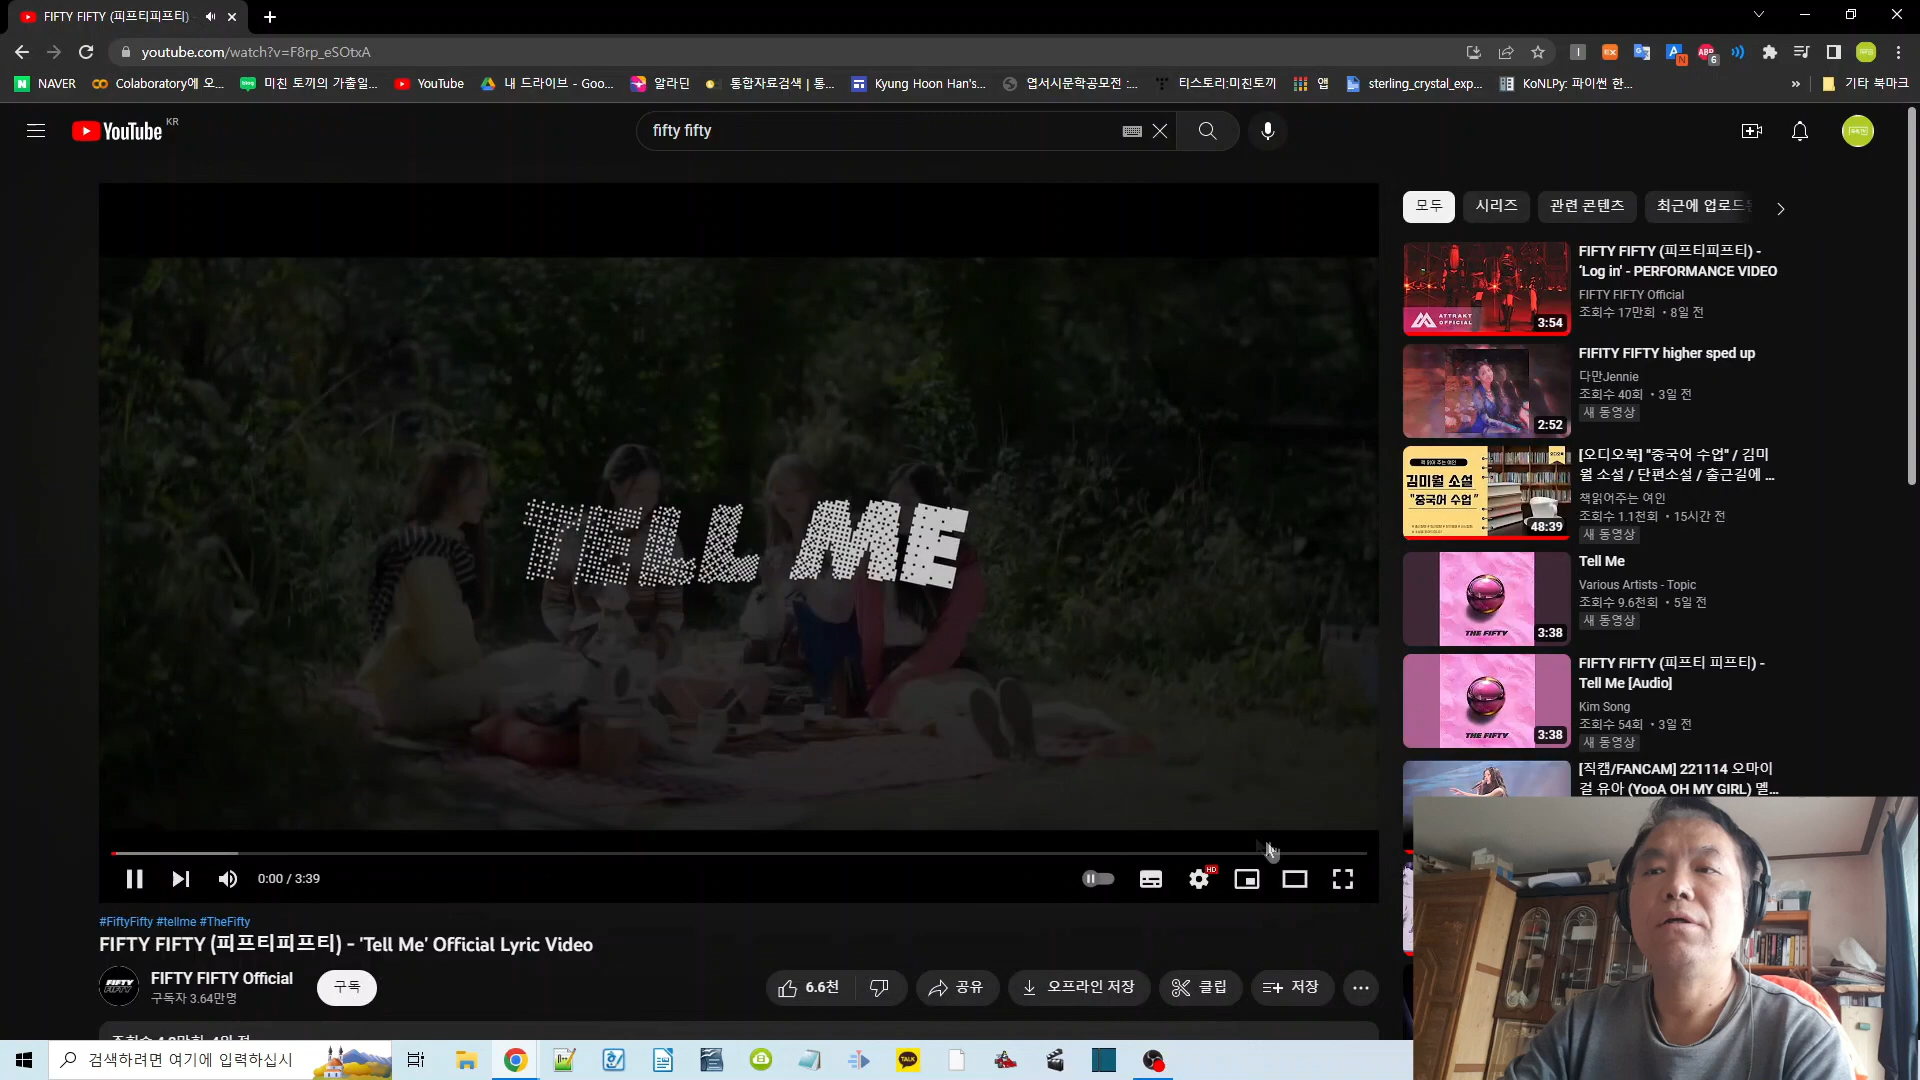 FIFTY FIFTY (피프티피프티)
youtube.com/watch?v=F8rp_eSOtxA
NAVER
Colaboratory에 오...
미친 토끼의 가출일...
YouTube
내 드라이브 - Goo...
알라딘
통합자료검색 | 통...
Kyung Hoon Han's...
엽서시문학공모전 :...
티스토리:미친토끼
앱
sterling_crystal_exp...
KoNLPy: 파이썬 한...
»
기타 북마크
YouTube KR
fifty fifty
모두
시리즈
관련 콘텐츠
최근에 업로드
TELL ME
0:00 / 3:39
HD
#FiftyFifty #tellme #TheFifty
FIFTY FIFTY (피프티피프티) - 'Tell Me' Official Lyric Video
FIFTY FIFTY
FIFTY FIFTY Official
구독자 3.64만명
구독
6.6천
공유
오프라인 저장
클립
저장
ATTRAKT
OFFICIAL
3:54
FIFTY FIFTY (피프티피프티) -
'Log in' - PERFORMANCE VIDEO
FIFTY FIFTY Official
조회수 17만회 • 8일 전
2:52
FIFITY FIFTY higher sped up
다만Jennie
조회수 40회 • 3일 전
새 동영상
김미월 소설
"중국어 수업"
48:39
[오디오북] "중국어 수업" / 김미
월 소설 / 단편소설 / 출근길에 ...
책읽어주는 여인
조회수 1.1천회 • 15시간 전
새 동영상
THE FIFTY
3:38
Tell Me
Various Artists - Topic
조회수 9.6천회 • 5일 전
새 동영상
THE FIFTY
3:38
FIFTY FIFTY (피프티 피프티) -
Tell Me [Audio]
Kim Song
조회수 54회 • 3일 전
새 동영상
[직캠/FANCAM] 221114 오마이
걸 유아 (YooA OH MY GIRL) 멜...
검색하려면 여기에 입력하십시
TALK